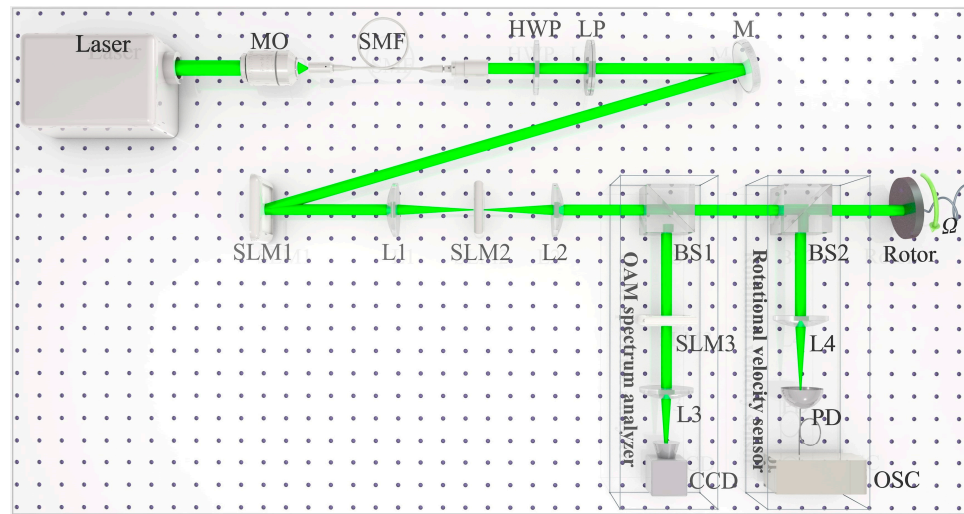 Laser
MO
SMF
HWP
LP
M
SLM1
L1
SLM2
L2
BS1
BS2
Rotor
Ω
OAM spectrum analyzer
Rotational velocity sensor
SLM3
L4
L3
PD
CCD
OSC